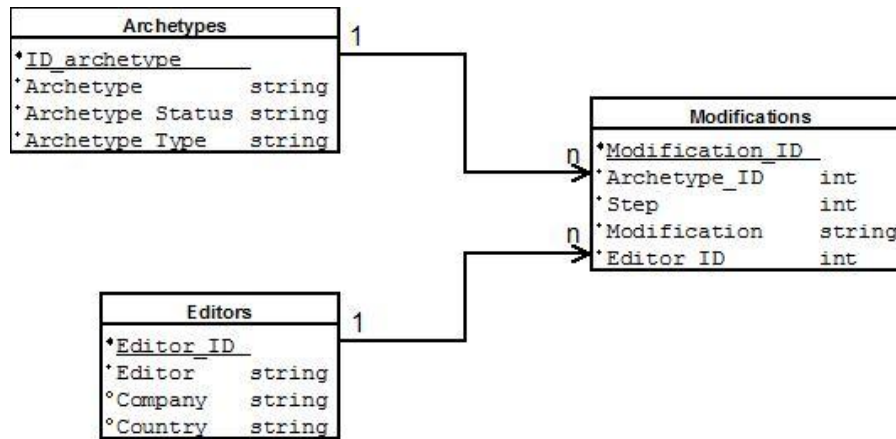 Archetypes
ID_archetype
Archetype string
Archetype Status string
Archetype Type string
1
Modifications
n
Modification_ID
Archetype_ID int
Step int
Modification string
n
Editor ID int
Editors
1
Editor_ID
Editor string
Company string
Country string